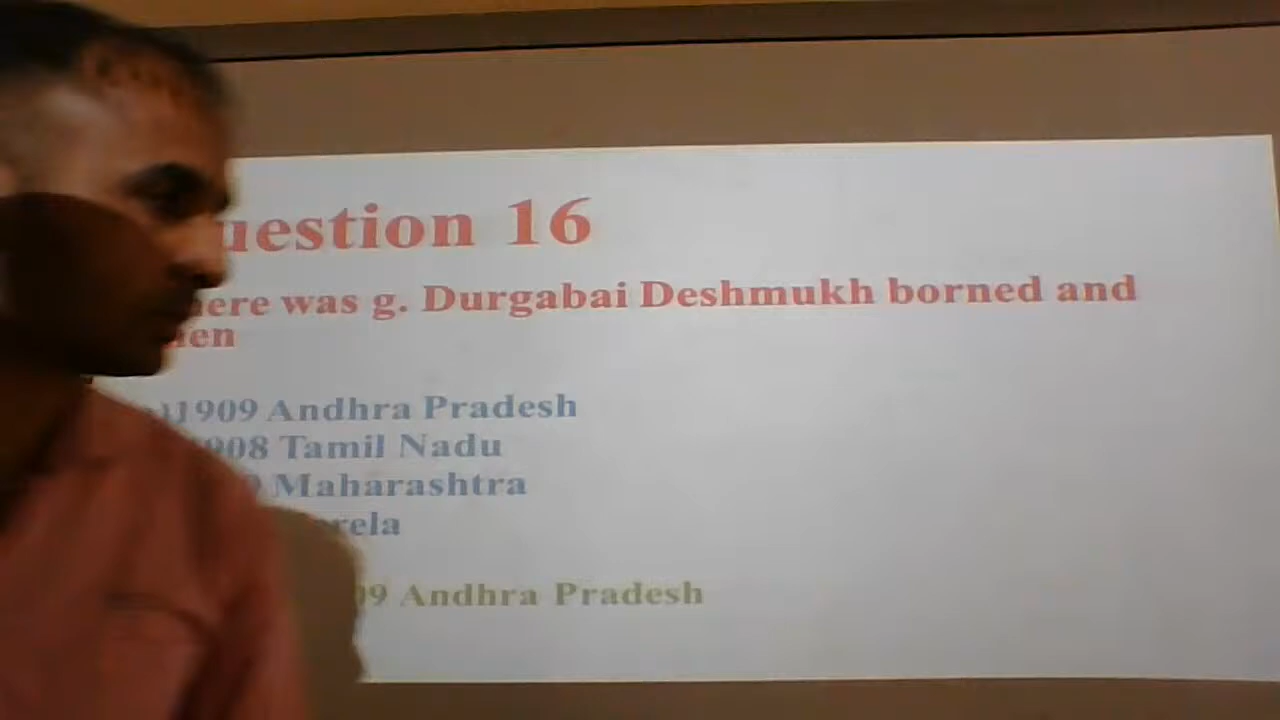 uestion 16
here was g. Durgabai Deshmukh borned and
hen
1909 Andhra Pradesh
908 Tamil Nadu
9 Maharashtra
rela
09 Andhra Pradesh